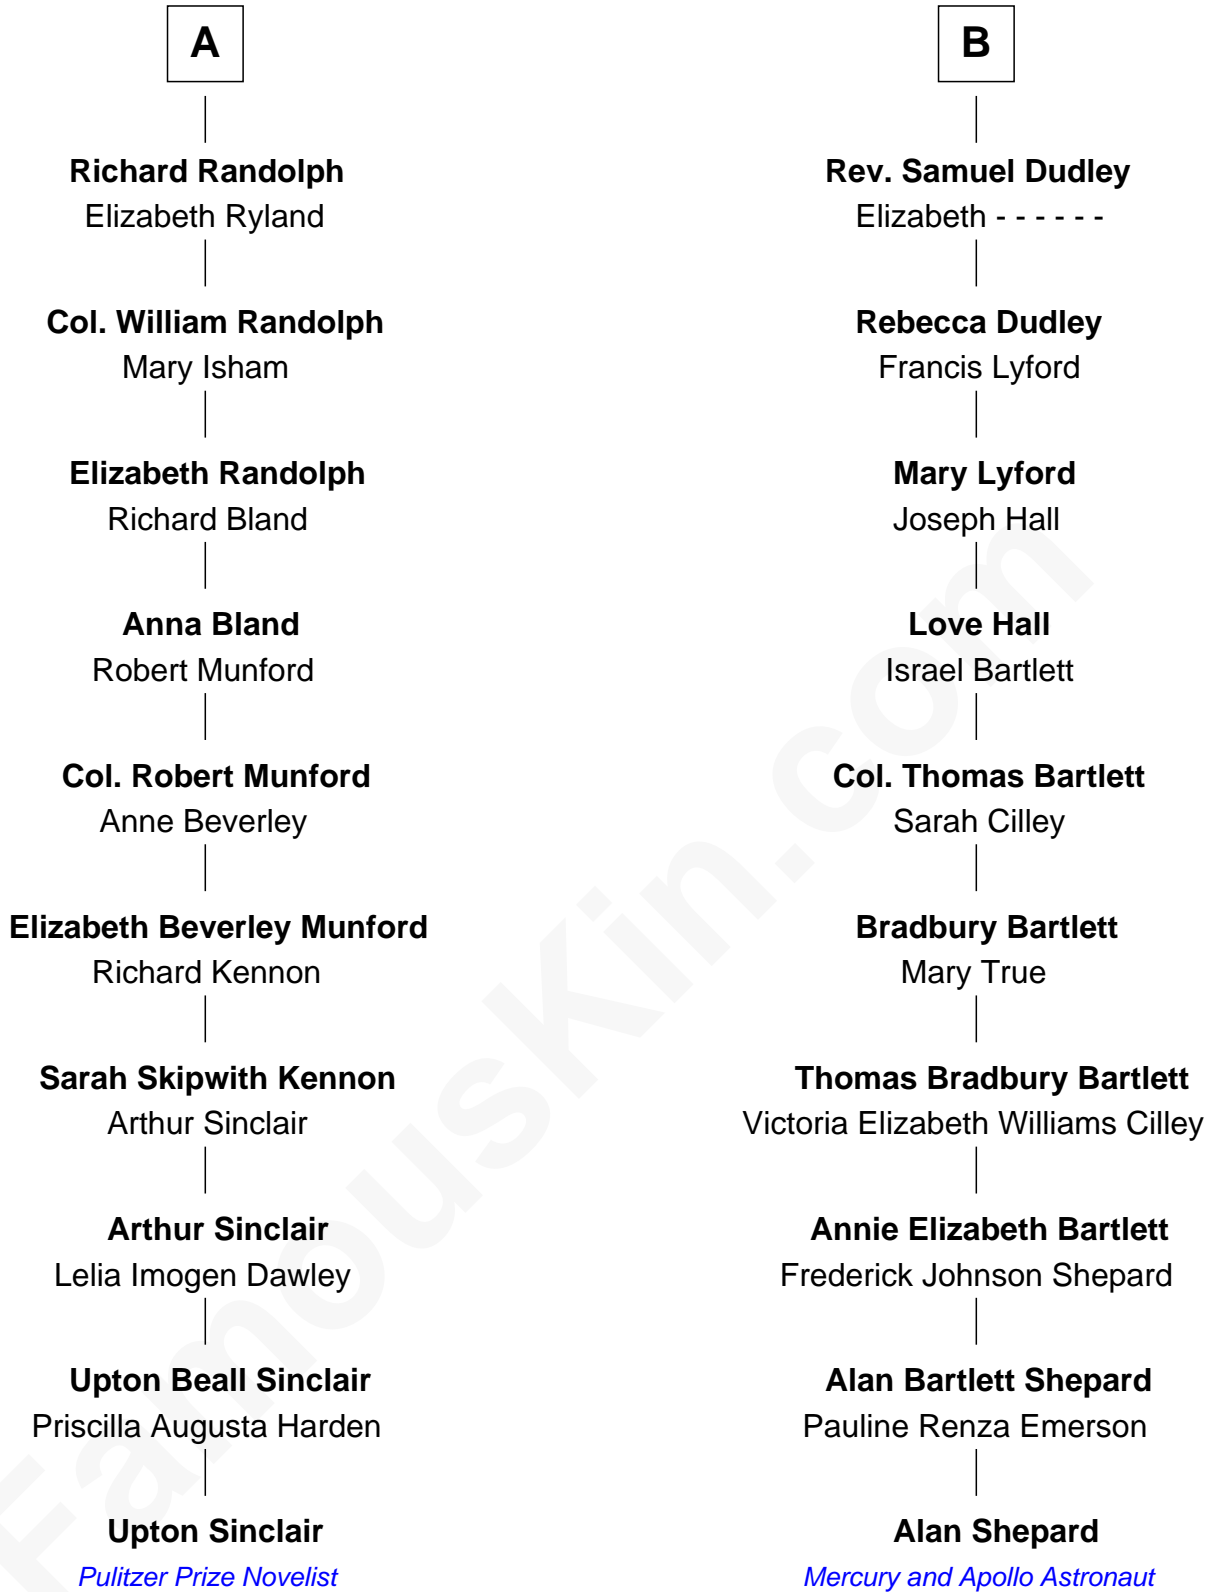 A
Richard Randolph
Elizabeth Ryland
Col. William Randolph
Mary Isham
Elizabeth Randolph
Richard Bland
Anna Bland
Robert Munford
Col. Robert Munford
Anne Beverley
Elizabeth Beverley Munford
Richard Kennon
Sarah Skipwith Kennon
Arthur Sinclair
Arthur Sinclair
Lelia Imogen Dawley
Upton Beall Sinclair
Priscilla Augusta Harden
Upton Sinclair
Pulitzer Prize Novelist
B
Rev. Samuel Dudley
Elizabeth - - - - - -
Rebecca Dudley
Francis Lyford
Mary Lyford
Joseph Hall
Love Hall
Israel Bartlett
Col. Thomas Bartlett
Sarah Cilley
Bradbury Bartlett
Mary True
Thomas Bradbury Bartlett
Victoria Elizabeth Williams Cilley
Annie Elizabeth Bartlett
Frederick Johnson Shepard
Alan Bartlett Shepard
Pauline Renza Emerson
Alan Shepard
Mercury and Apollo Astronaut
FamousKin.com